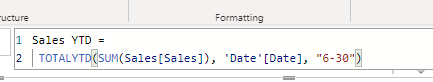 ructure
Formatting
1 Sales YTD =
2 TOTALYTD(SUM(Sales[Sales]), 'Date'[Date], "6-30")